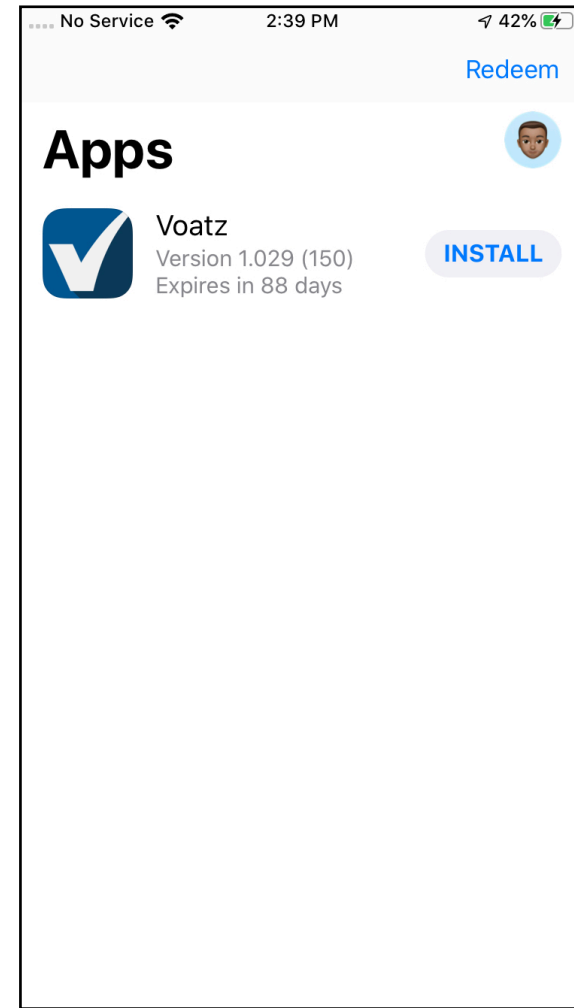 No Service 2:39 PM 42%
Redeem
Apps
Voatz
Version 1.029 (150)
Expires in 88 days
INSTALL